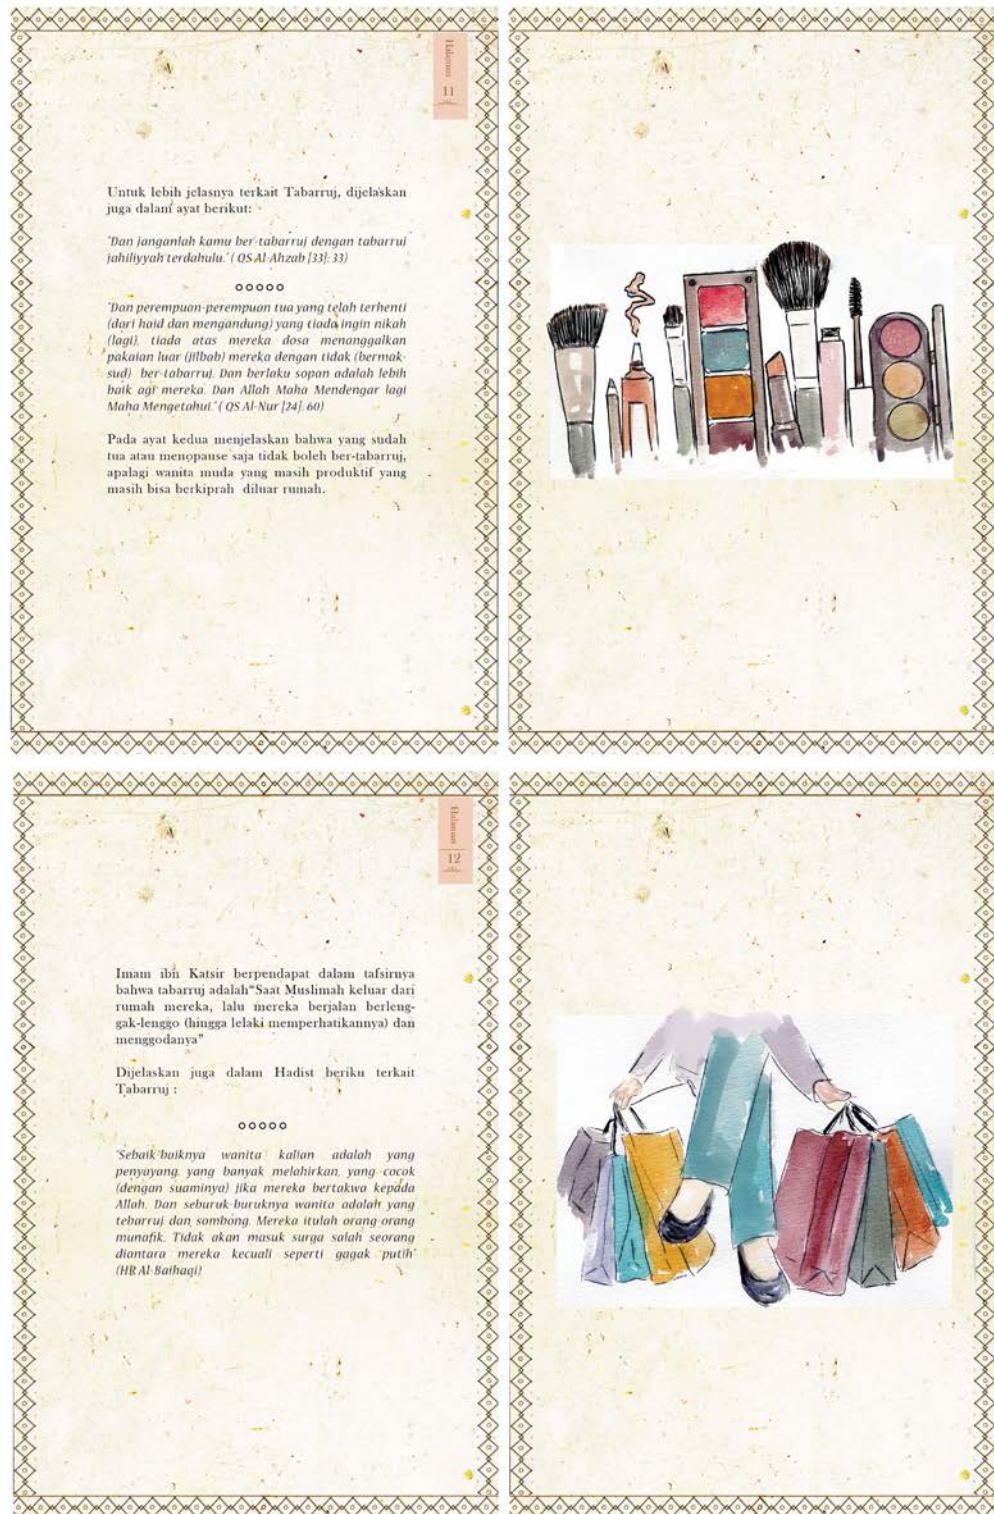 Halaman
11
Untuk lebih jelasnya terkait Tabarruj, dijelaskan
juga dalam ayat berikut:
"Dan janganlah kamu ber-tabarruj dengan tabarruj
jahiliyyah terdahulu." ( QS Al-Ahzab [33]: 33)
"Dan perempuan-perempuan tua yang telah terhenti
(dari haid dan mengandung) yang tiada ingin nikah
(lagi), tiada atas mereka dosa menanggalkan
pakaian luar (jilbab) mereka dengan tidak (bermak-
sud) ber-tabarruj. Dan berlaku sopan adalah lebih
baik agi mereka. Dan Allah Maha Mendengar lagi
Maha Mengetahui." ( QS Al-Nur [24]: 60)
Pada ayat kedua menjelaskan bahwa yang sudah
tua atau menopause saja tidak boleh ber-tabarruj,
apalagi wanita muda yang masih produktif yang
masih bisa berkiprah diluar rumah.
Halaman
12
Imam ibn Katsir berpendapat dalam tafsirnya
bahwa tabarruj adalah"Saat Muslimah keluar dari
rumah mereka, lalu mereka berjalan berleng-
gak-lenggo (hingga lelaki memperhatikannya) dan
menggodanya"
Dijelaskan juga dalam Hadist beriku terkait
Tabarruj :
"Sebaik-baiknya wanita kalian adalah yang
penyayang, yang banyak melahirkan, yang cocok
(dengan suaminya) jika mereka bertakwa kepada
Allah. Dan seburuk-buruknya wanita adalah yang
tebarruj dan sombong. Mereka itulah orang-orang
munafik. Tidak akan masuk surga salah seorang
diantara mereka kecuali seperti gagak putih"
(HR Al-Baihaqi)